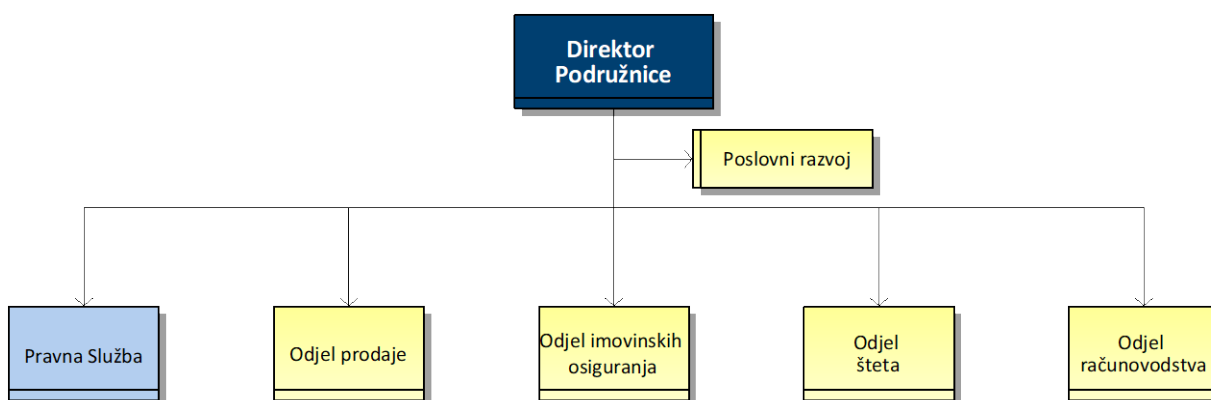 Direktor
Podružnice
Poslovni razvoj
Pravna Služba
Odjel prodaje
Odjel imovinskih
osiguranja
Odjel
šteta
Odjel
računovodstva